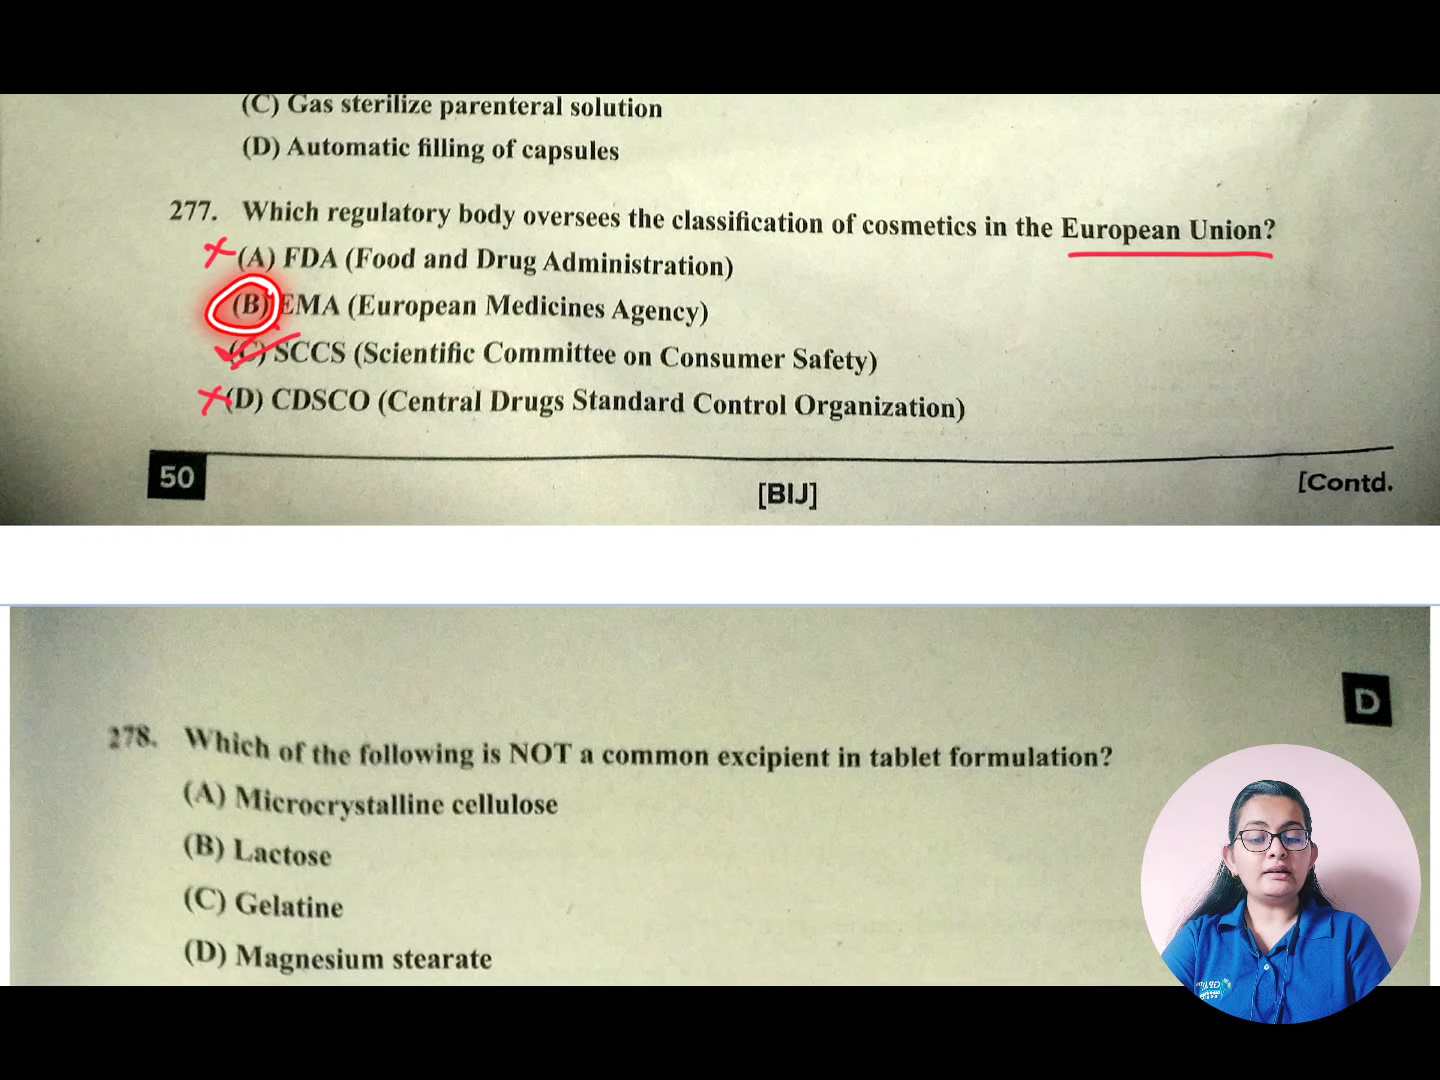 (C) Gas sterilize parenteral solution
(D) Automatic filling of capsules
277. Which regulatory body oversees the classification of cosmetics in the European Union?
(A) FDA (Food and Drug Administration)
(B) EMA (European Medicines Agency)
(C) SCCS (Scientific Committee on Consumer Safety)
(D) CDSCO (Central Drugs Standard Control Organization)
50
[BIJ]
[Contd.
D
278. Which of the following is NOT a common excipient in tablet formulation?
(A) Microcrystalline cellulose
(B) Lactose
(C) Gelatine
(D) Magnesium stearate